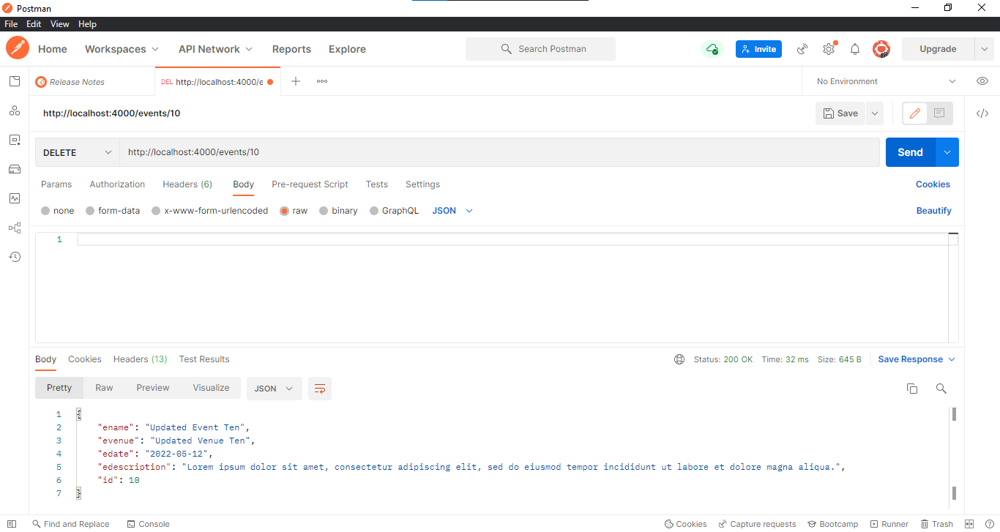 Postman
File Edit View Help
Home Workspaces API Network Reports Explore Search Postman Invite Upgrade
Release Notes DEL http://localhost:4000/e No Environment
http://localhost:4000/events/10 Save
DELETE http://localhost:4000/events/10 Send
Params Authorization Headers (6) Body Pre-request Script Tests Settings Cookies
none form-data x-www-form-urlencoded raw binary GraphQL JSON Beautify
1
Body Cookies Headers (13) Test Results Status: 200 OK Time: 32 ms Size: 645 B Save Response
Pretty Raw Preview Visualize JSON
1 {
2 "ename": "Updated Event Ten",
3 "evenue": "Updated Venue Ten",
4 "edate": "2022-05-12",
5 "edescription": "Lorem ipsum dolor sit amet, consectetur adipiscing elit, sed do eiusmod tempor incididunt ut labore et dolore magna aliqua.",
6 "id": 10
7 }
Find and Replace Console Cookies Capture requests Bootcamp Runner Trash